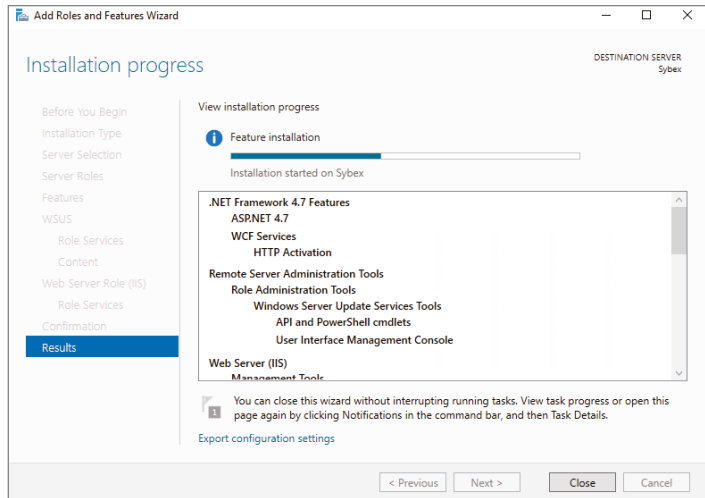 Add Roles and Features Wizard
Installation progress
DESTINATION SERVER
Sybex
Before You Begin
Installation Type
Server Selection
Server Roles
Features
WSUS
Role Services
Content
Web Server Role (IIS)
Role Services
Confirmation
Results
View installation progress
Feature installation
Installation started on Sybex
.NET Framework 4.7 Features
ASP.NET 4.7
WCF Services
HTTP Activation
Remote Server Administration Tools
Role Administration Tools
Windows Server Update Services Tools
API and PowerShell cmdlets
User Interface Management Console
Web Server (IIS)
Management Tools
1
You can close this wizard without interrupting running tasks. View task progress or open this
page again by clicking Notifications in the command bar, and then Task Details.
Export configuration settings
< Previous
Next >
Close
Cancel